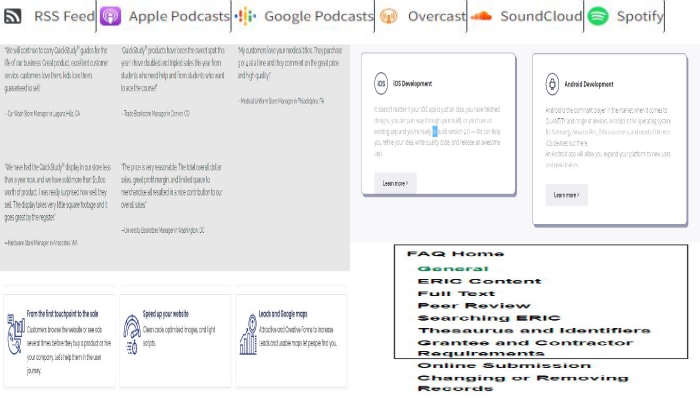 RSS Feed
Apple Podcasts
Google Podcasts
Overcast
SoundCloud
Spotify
"We will continue to carry QuickStudy® guides for the
life of our business. Great product, excellent customer
service, customers love them, kids love them,
guaranteed to sell."
– Car Wash Store Manager in Laguna Hills, CA
"QuickStudy® products have been the sweet spot this
year. I have doubled and tripled sales this year from
students who need help and from students who want
to ace the course!"
–Trade Bookstore Manager in Denver, CO
"My customers love your medical titles. They purchase
3 or 4 at a time and they comment on the great price
and high quality."
– Medical Uniform Store Manager in Philadelphia, PA
"We have had the QuickStudy® display in our store less
than a year now, and we have sold more than $1,800
worth of product. I was really surprised how well they
sell. The display takes very little square footage and it
goes great by the register."
–Hardware Store Manager in Anacortes, WA
"The price is very reasonable. The total overall dollar
sales, great profit margin, and limited space to
merchandise all resulted in a nice contribution to our
overall sales."
–University Bookstore Manager in Washington, DC
iOS
iOS Development
It doesn't matter if your iOS app is just an idea, you have finished
designs, you are part way through your build, or you have an
existing app and you're ready to build version 2.0 — We can help
you refine your idea, write quality code, and release an awesome
app.
Learn more >
Android Development
Android is the dominant player in the market when it comes to
QUANTITY and range of devices. Android is the operating system
for Samsung, Amazon Fire,
iOS devices out there.
An Android app will allow you expand your platform to new users
and new devices.
Learn more >
From the first touchpoint to the sale
Customers browse the website or see ads
several times before they buy a product or hire
your company. Let's help them in the user
journey.
Speed up your website
Clean code, optimised images, and light
scripts.
Leads and Google maps
Attractive and Creative Forms to increase
Leads and usable maps let people find you.
FAQ Home
General
ERIC Content
Full Text
Peer Review
Searching ERIC
Thesaurus and Identifiers
Grantee and Contractor
Requirements
Online Submission
Changing or Removing
Records